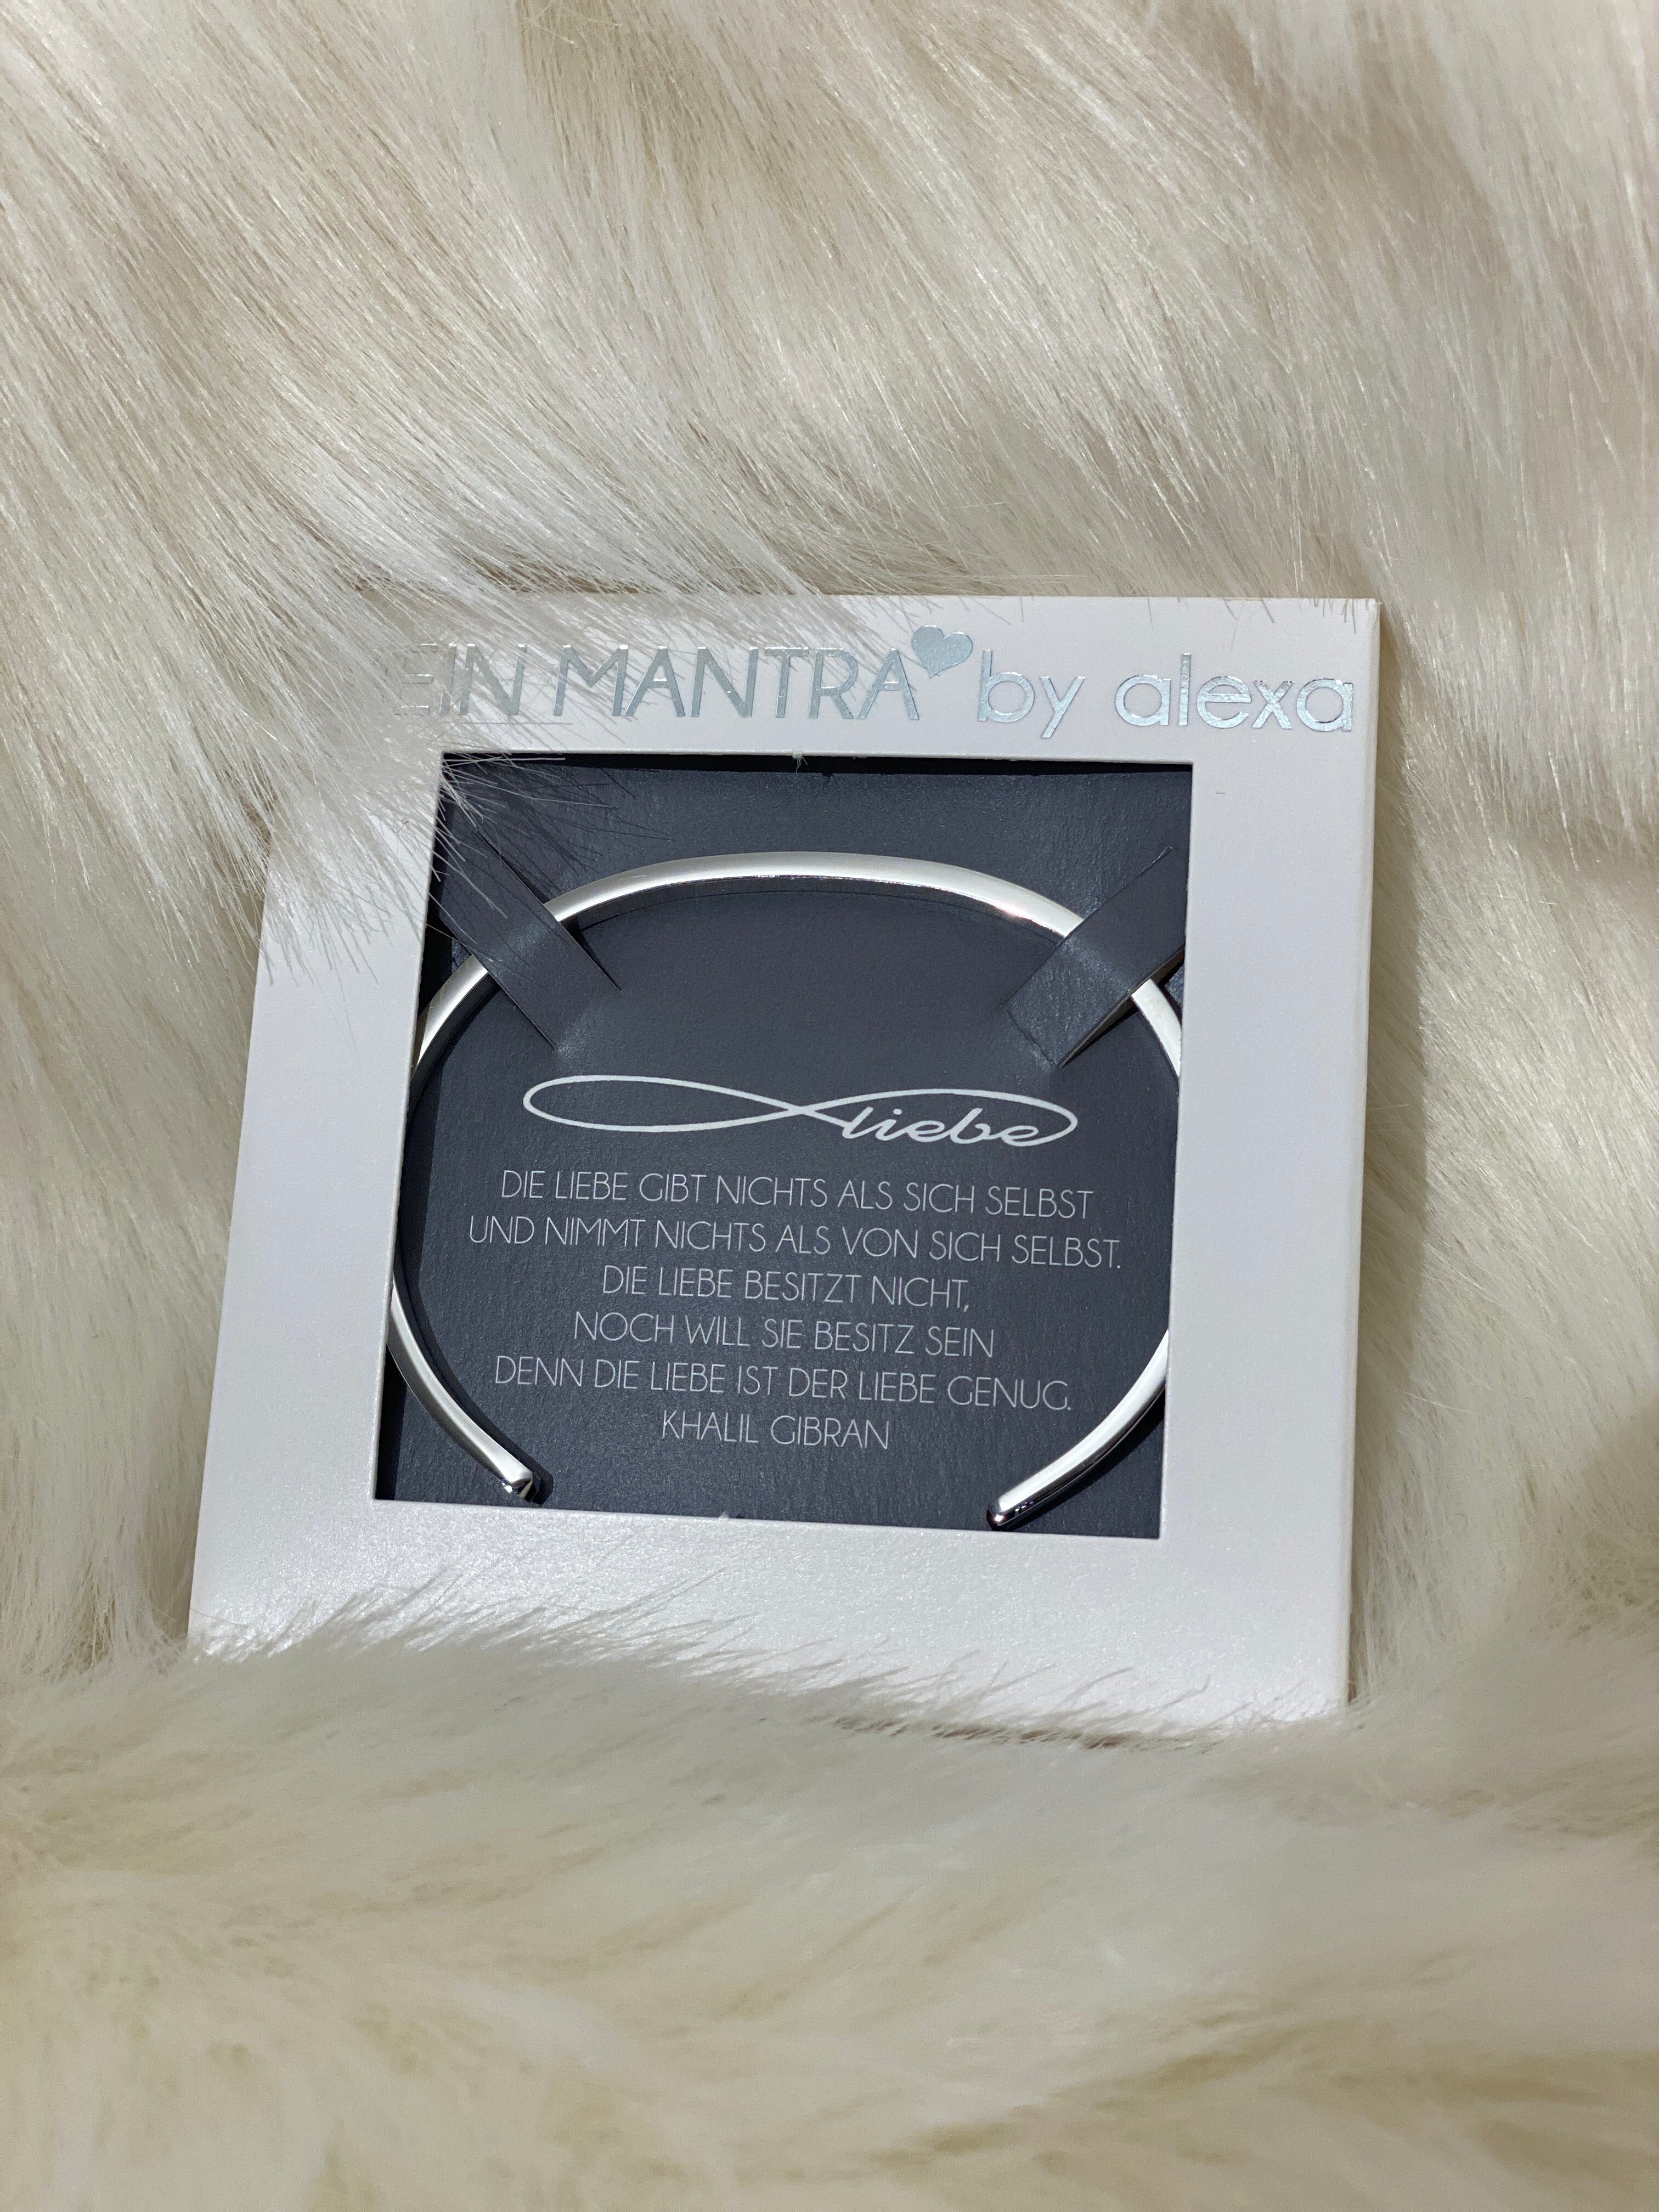 EIN MANTRA by alexa
liebe
DIE LIEBE GIBT NICHTS ALS SICH SELBST
UND NIMMT NICHTS ALS VON SICH SELBST.
DIE LIEBE BESITZT NICHT,
NOCH WILL SIE BESITZ SEIN
DENN DIE LIEBE IST DER LIEBE GENUG.
KHALIL GIBRAN